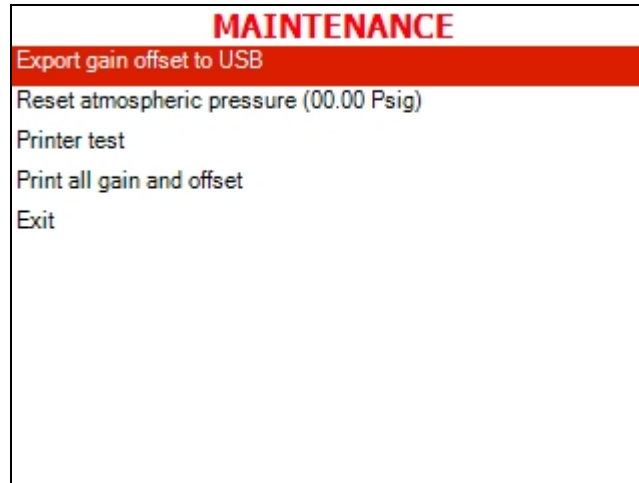 MAINTENANCE
Export gain offset to USB
Reset atmospheric pressure (00.00 Psig)
Printer test
Print all gain and offset
Exit